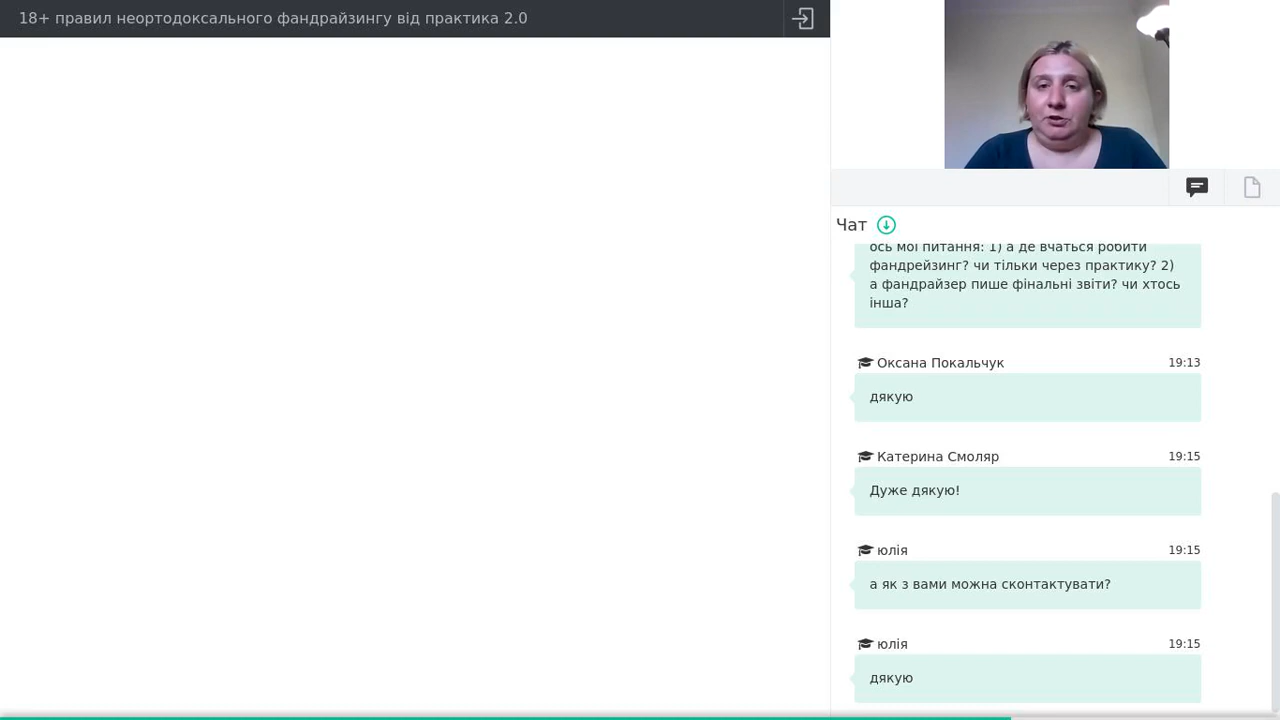 18+ правил неортодоксального фандрайзингу від практика 2.0
Чат
ось мої питання: 1) а де вчаться робити
фандрейзинг? чи тільки через практику? 2)
а фандрайзер пише фінальні звіти? чи хтось
інша?
Оксана Покальчук 19:13
дякую
Катерина Смоляр 19:15
Дуже дякую!
юлія 19:15
а як з вами можна сконтактувати?
юлія 19:15
дякую